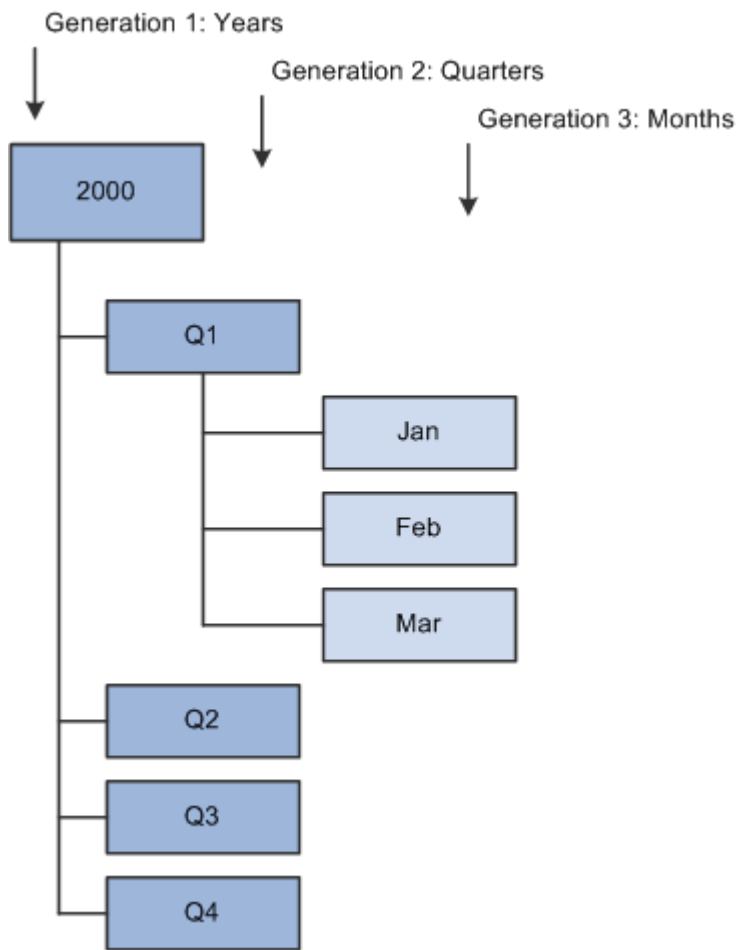 Generation 1: Years
Generation 2: Quarters
Generation 3: Months
2000
Q1
Jan
Feb
Mar
Q2
Q3
Q4